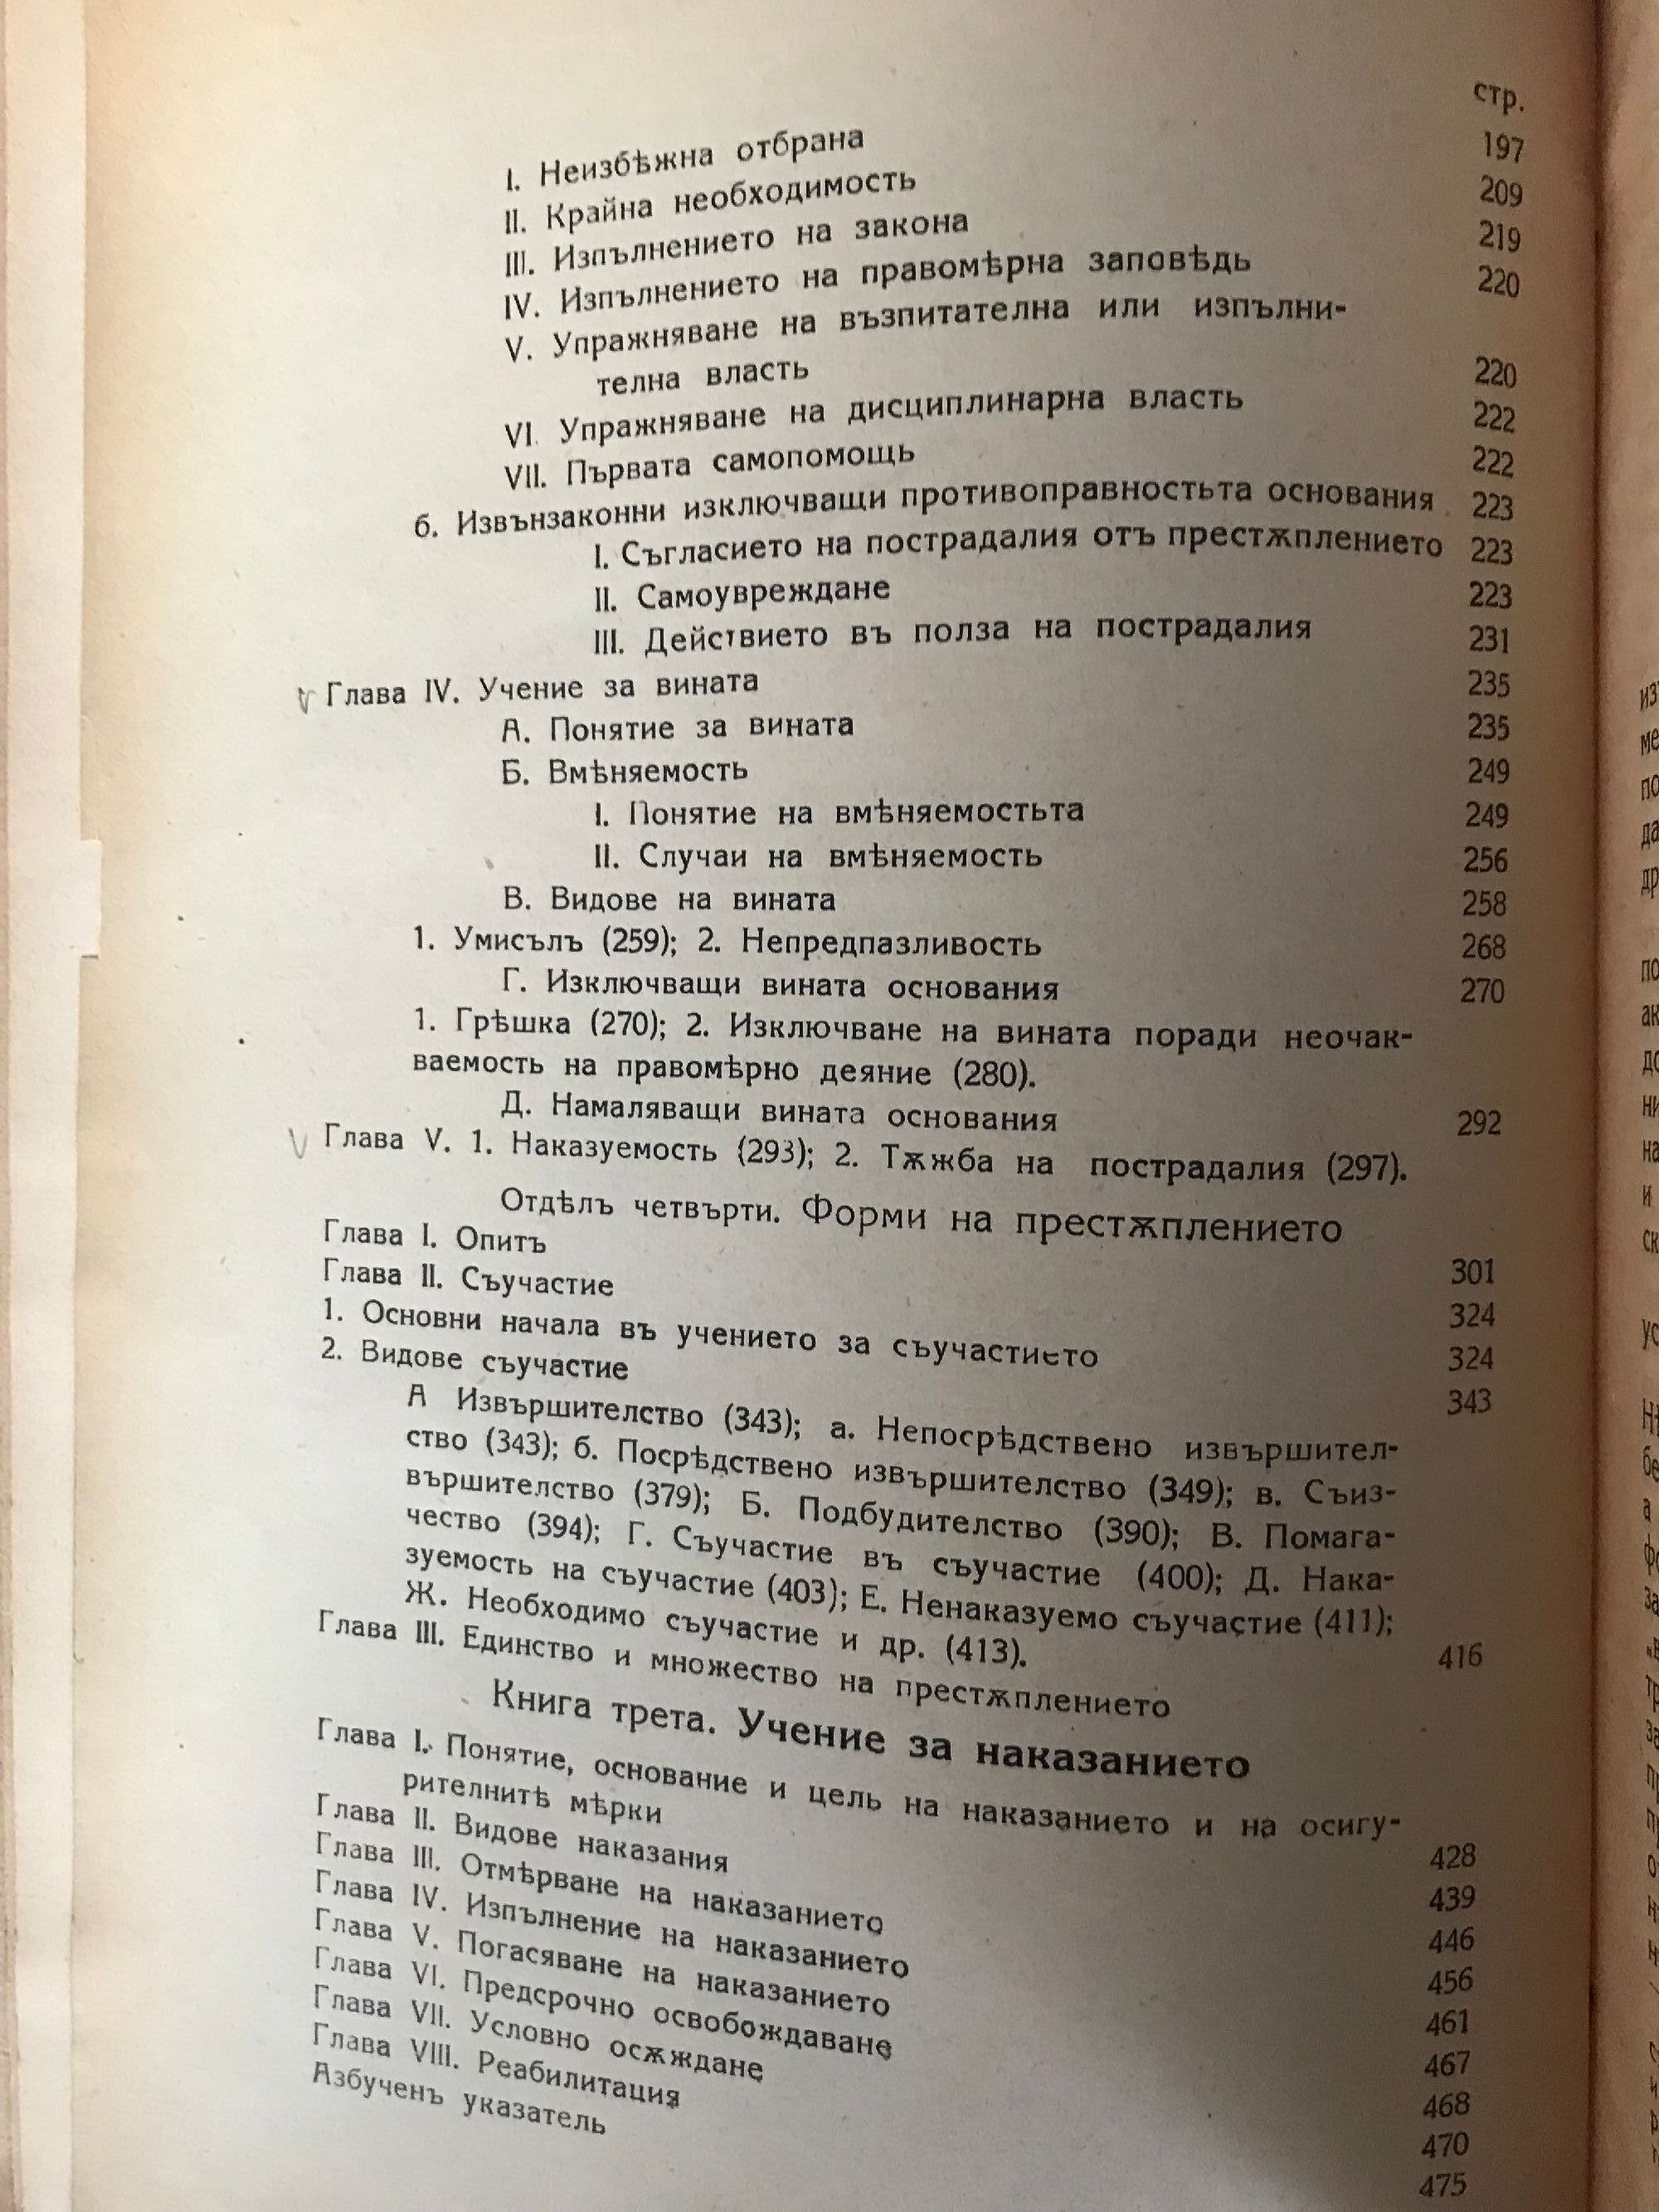 стр.
I. Неизбѣжна отбрана 197
II. Крайна необходимость 209
III. Изпълнението на закона 219
IV. Изпълнението на правомѣрна заповѣдь 220
V. Упражняване на възпитателна или изпълни-
телна власть 220
VI. Упражняване на дисциплинарна власть 222
VII. Първата самопомощь 222
б. Извънзаконни изключващи противоправностьта основания 223
I. Съгласието на пострадалия отъ престѫплението 223
II. Самоувреждане 223
III. Действието въ полза на пострадалия 231
Глава IV. Учение за вината 235
А. Понятие за вината 235
Б. Вмѣняемость 249
I. Понятие на вмѣняемостьта 249
II. Случаи на вмѣняемость 256
В. Видове на вината 258
1. Умисълъ (259); 2. Непредпазливость 268
Г. Изключващи вината основания 270
1. Грѣшка (270); 2. Изключване на вината поради неочак-
ваемость на правомѣрно деяние (280).
Д. Намаляващи вината основания 292
Глава V. 1. Наказуемость (293); 2. Тѫжба на пострадалия (297).
Отдѣлъ четвърти. Форми на престѫплението
Глава I. Опитъ 301
Глава II. Съучастие 324
1. Основни начала въ учението за съучастието 324
2. Видове съучастие 343
А Извършителство (343); а. Непосрѣдствено извършител-
ство (343); б. Посрѣдствено извършителство (349); в. Съиз-
вършителство (379); Б. Подбудителство (390); В. Помага-
чество (394); Г. Съучастие въ съучастие (400); Д. Нака-
зуемость на съучастие (403); Е. Ненаказуемо съучастие (411);
Ж. Необходимо съучастие и др. (413).
Глава III. Единство и множество на престѫплението 416
Книга трета. Учение за наказанието
Глава I. Понятие, основание и цель на наказанието и на осигу-
рителнитѣ мѣрки 428
Глава II. Видове наказания 439
Глава III. Отмѣрване на наказанието 446
Глава IV. Изпълнение на наказанието 456
Глава V. Погасяване на наказанието 461
Глава VI. Предсрочно освобождаване 467
Глава VII. Условно осѫждане 468
Глава VIII. Реабилитация 470
Азбученъ указатель 475